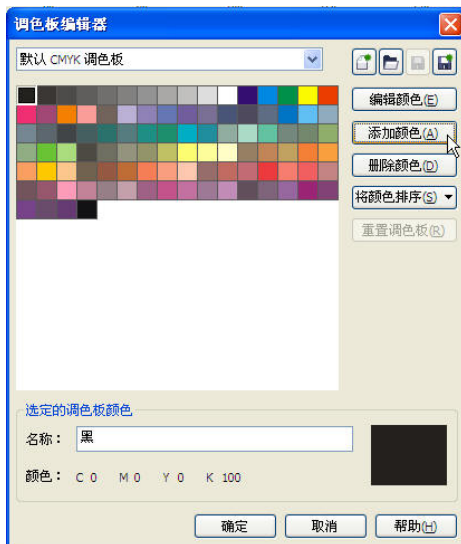 调色板编辑器
默认 CMYK 调色板
编辑颜色(E)
添加颜色(A)
删除颜色(D)
将颜色排序(S)
重置调色板(R)
选定的调色板颜色
名称： 黑
颜色： C 0 M 0 Y 0 K 100
确定 取消 帮助(H)